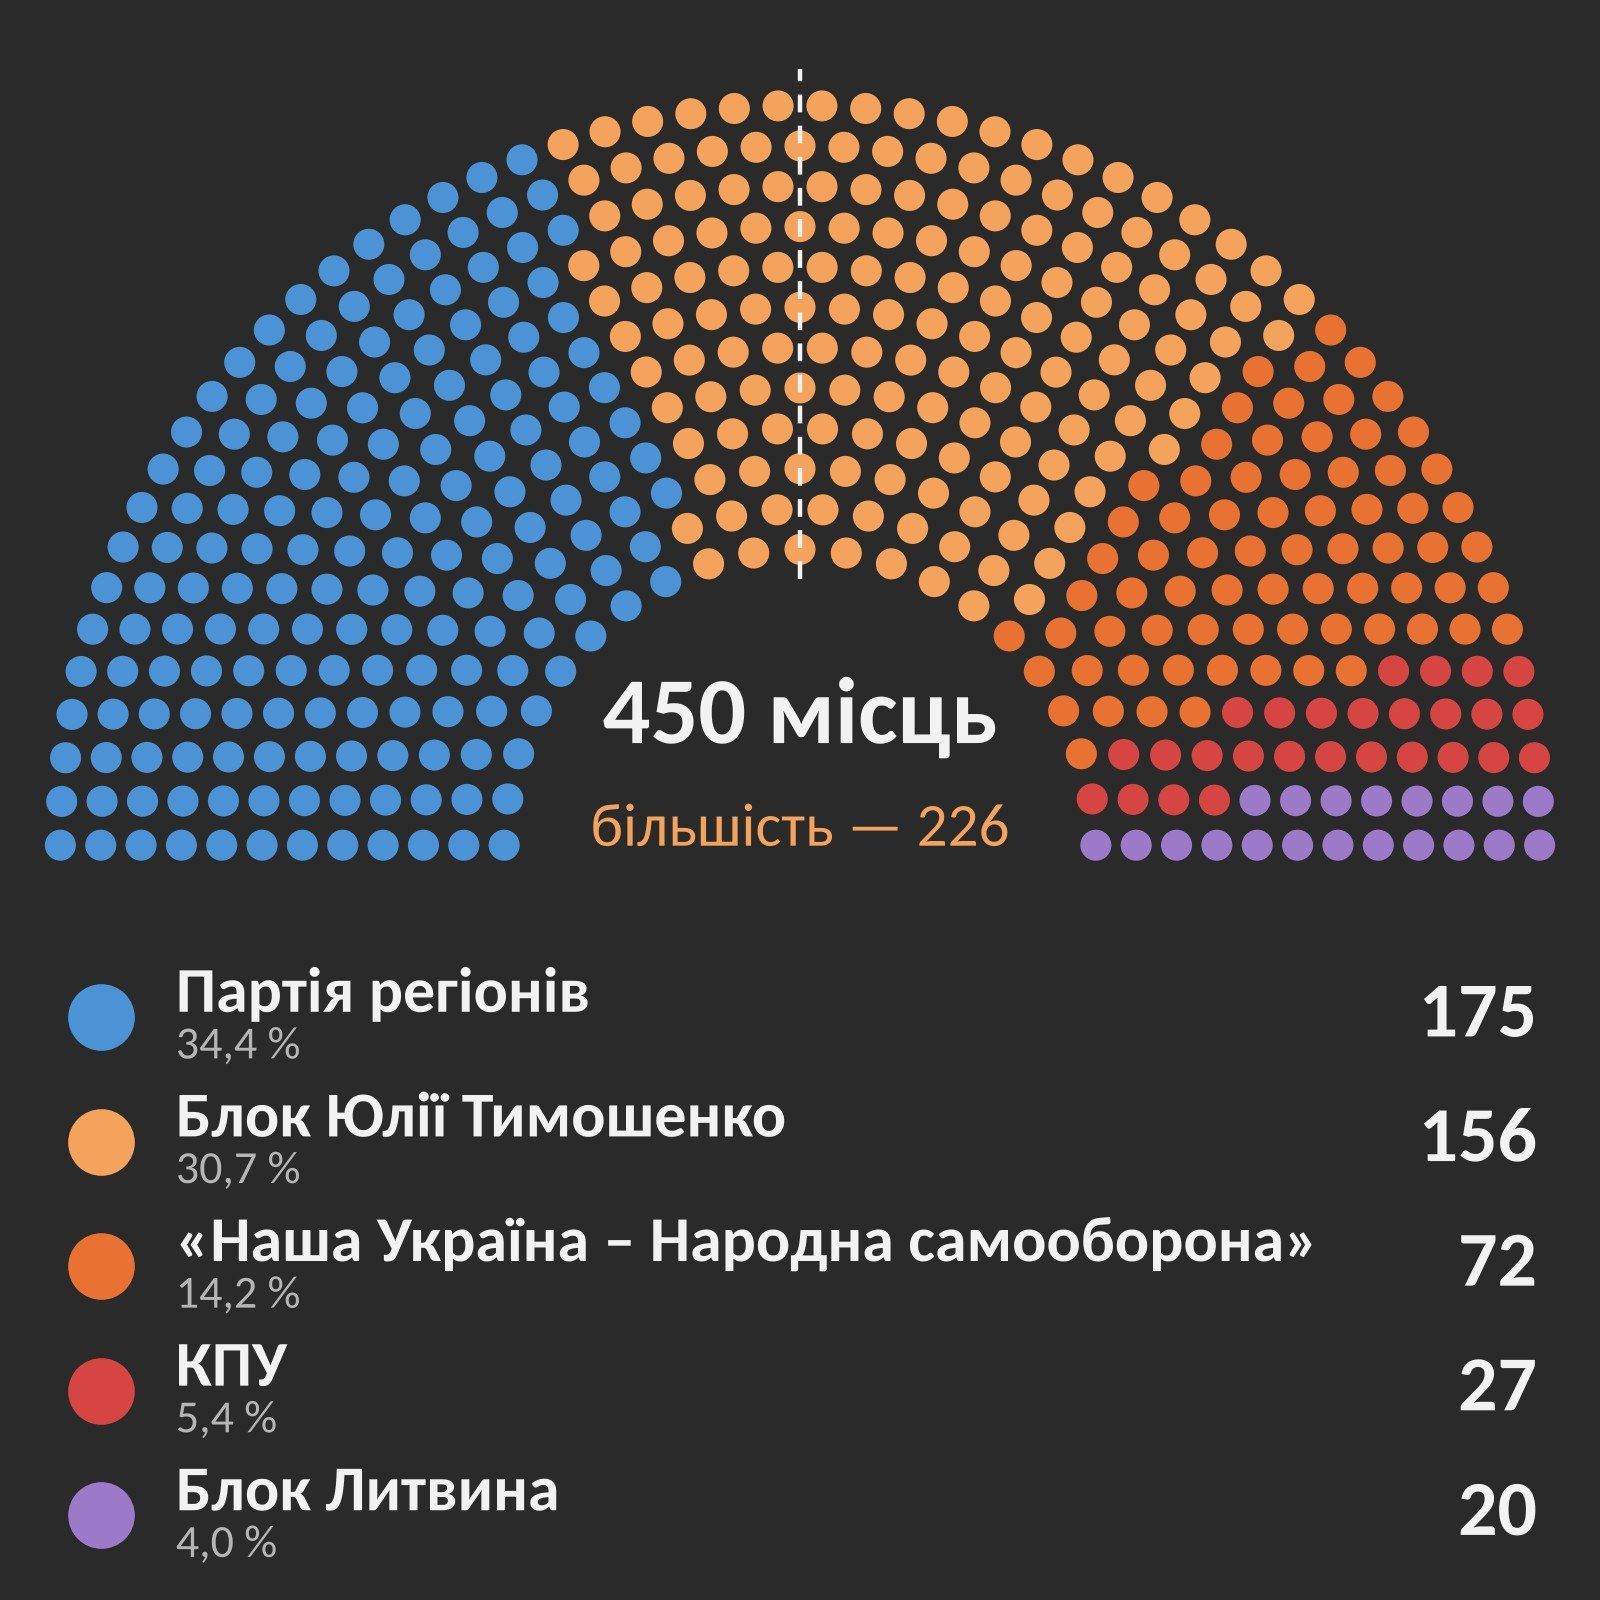 450 місць
більшість — 226
Партія регіонів
175
34,4 %
Блок Юлії Тимошенко
156
30,7 %
«Наша Україна – Народна самооборона»
72
14,2 %
КПУ
27
5,4 %
Блок Литвина
20
4,0 %